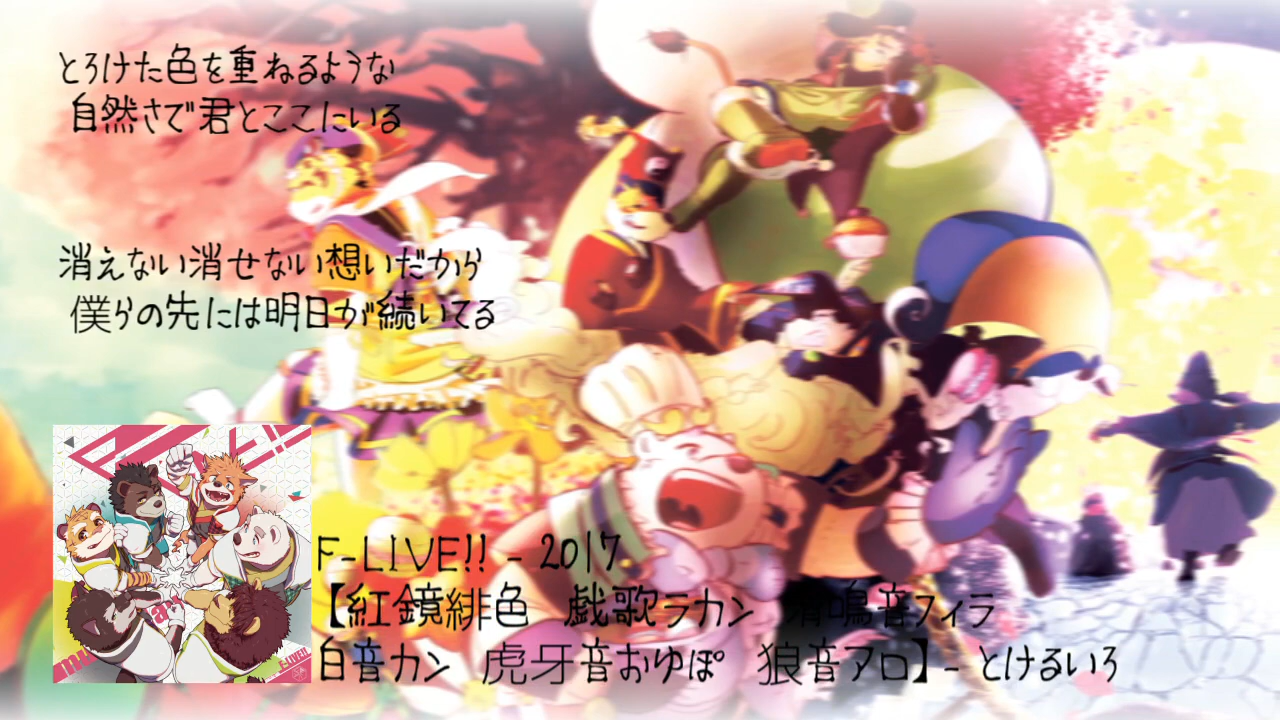 とろけた色を重ねるような
自然さで君とここにいる
消えない消せない想いだから
僕らの先には明日が続いてる
F-LIVE!!
F-LIVE!! - 2017
【紅鏡緋色 戯歌ラカン 鳴音フィラ
白音カン 虎牙音おゆぽ 狼音アロ】- とけるいろ